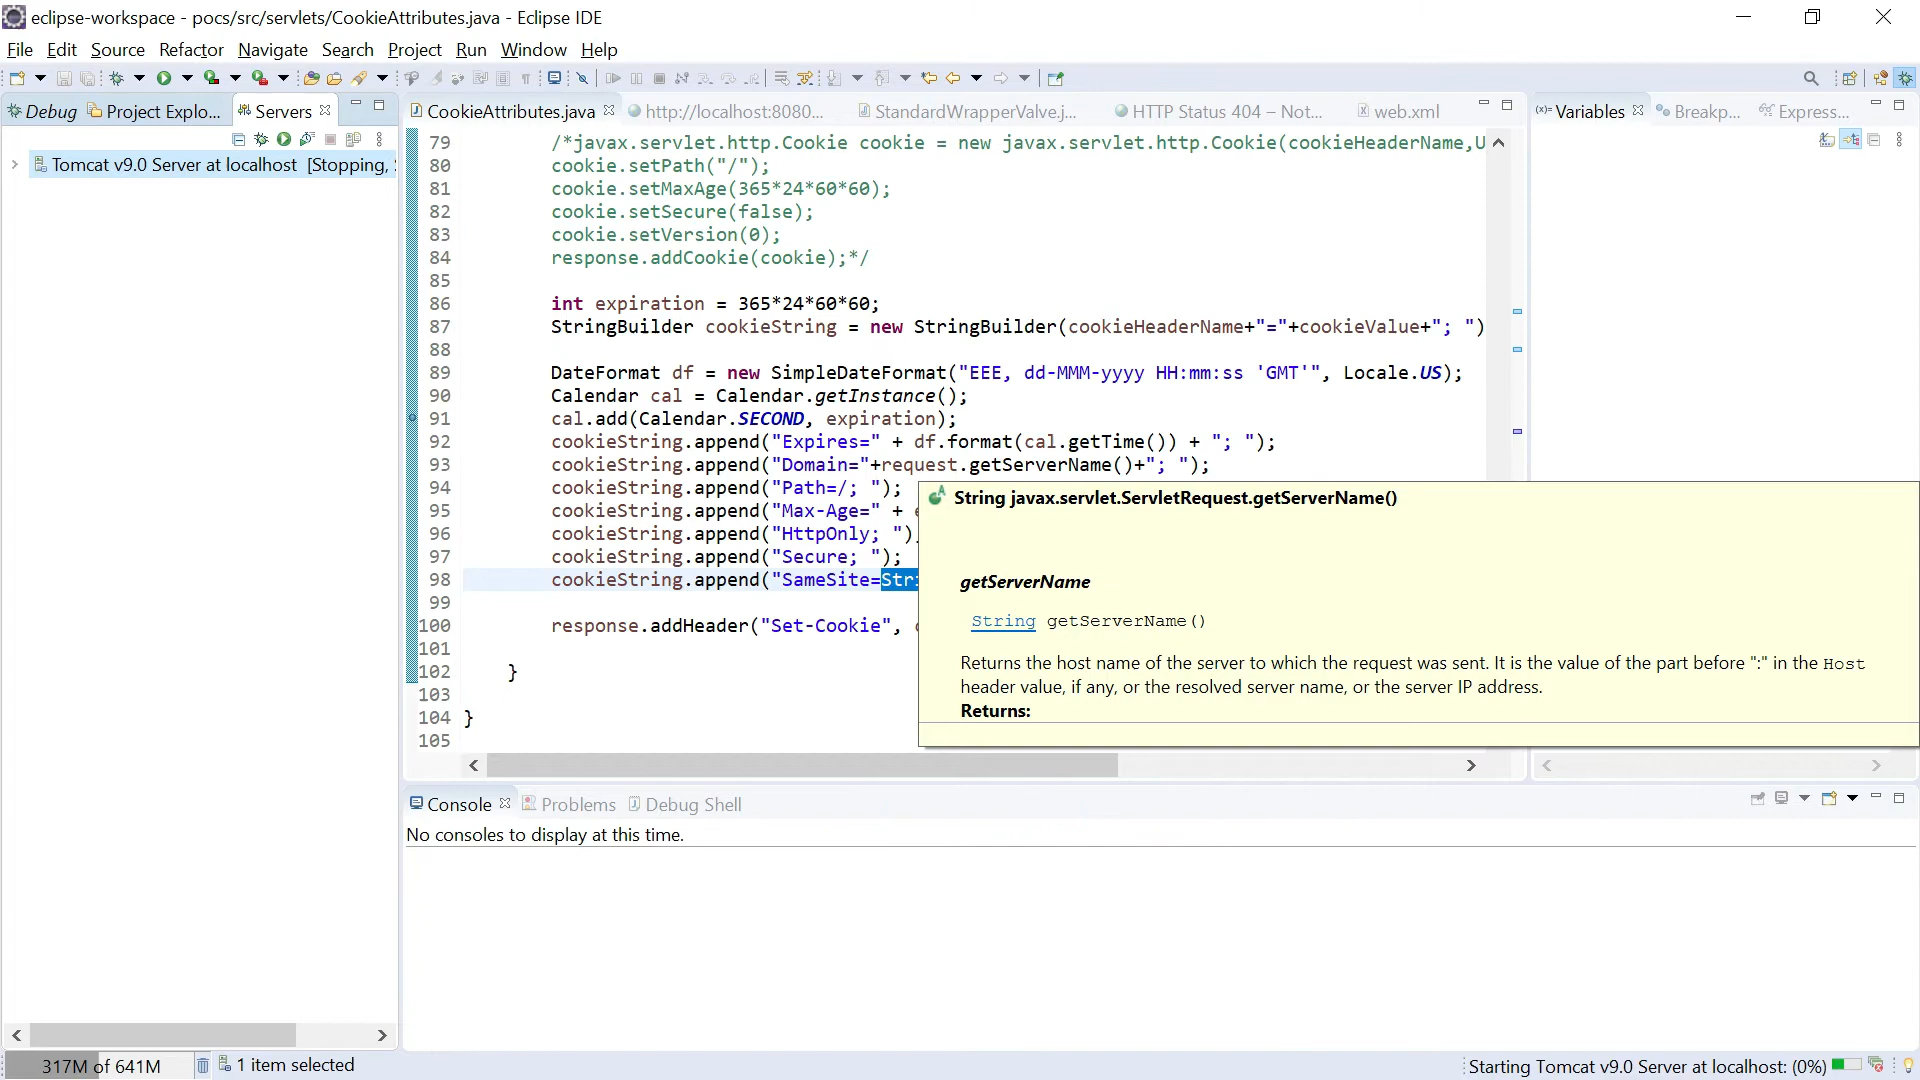 eclipse-workspace - pocs/src/servlets/CookieAttributes.java - Eclipse IDE
File Edit Source Refactor Navigate Search Project Run Window Help
Debug Project Explo... Servers
CookieAttributes.java http://localhost:8080... StandardWrapperValve.j... HTTP Status 404 – Not... web.xml
Variables Breakp... Express...
Tomcat v9.0 Server at localhost [Stopping,
79 /*javax.servlet.http.Cookie cookie = new javax.servlet.http.Cookie(cookieHeaderName,U
80 cookie.setPath("/");
81 cookie.setMaxAge(365*24*60*60);
82 cookie.setSecure(false);
83 cookie.setVersion(0);
84 response.addCookie(cookie);*/
85
86 int expiration = 365*24*60*60;
87 StringBuilder cookieString = new StringBuilder(cookieHeaderName+"="+cookieValue+"; ")
88
89 DateFormat df = new SimpleDateFormat("EEE, dd-MMM-yyyy HH:mm:ss 'GMT'", Locale.US);
90 Calendar cal = Calendar.getInstance();
91 cal.add(Calendar.SECOND, expiration);
92 cookieString.append("Expires=" + df.format(cal.getTime()) + "; ");
93 cookieString.append("Domain="+request.getServerName()+"; ");
94 cookieString.append("Path=/; ");
95 cookieString.append("Max-Age=" +
96 cookieString.append("HttpOnly; ")
97 cookieString.append("Secure; ");
98 cookieString.append("SameSite=Stri
99
100 response.addHeader("Set-Cookie",
101
102 }
103
104 }
105
String javax.servlet.ServletRequest.getServerName()
getServerName
String getServerName()
Returns the host name of the server to which the request was sent. It is the value of the part before ":" in the Host
header value, if any, or the resolved server name, or the server IP address.
Returns:
Console Problems Debug Shell
No consoles to display at this time.
317M of 641M 1 item selected
Starting Tomcat v9.0 Server at localhost: (0%)